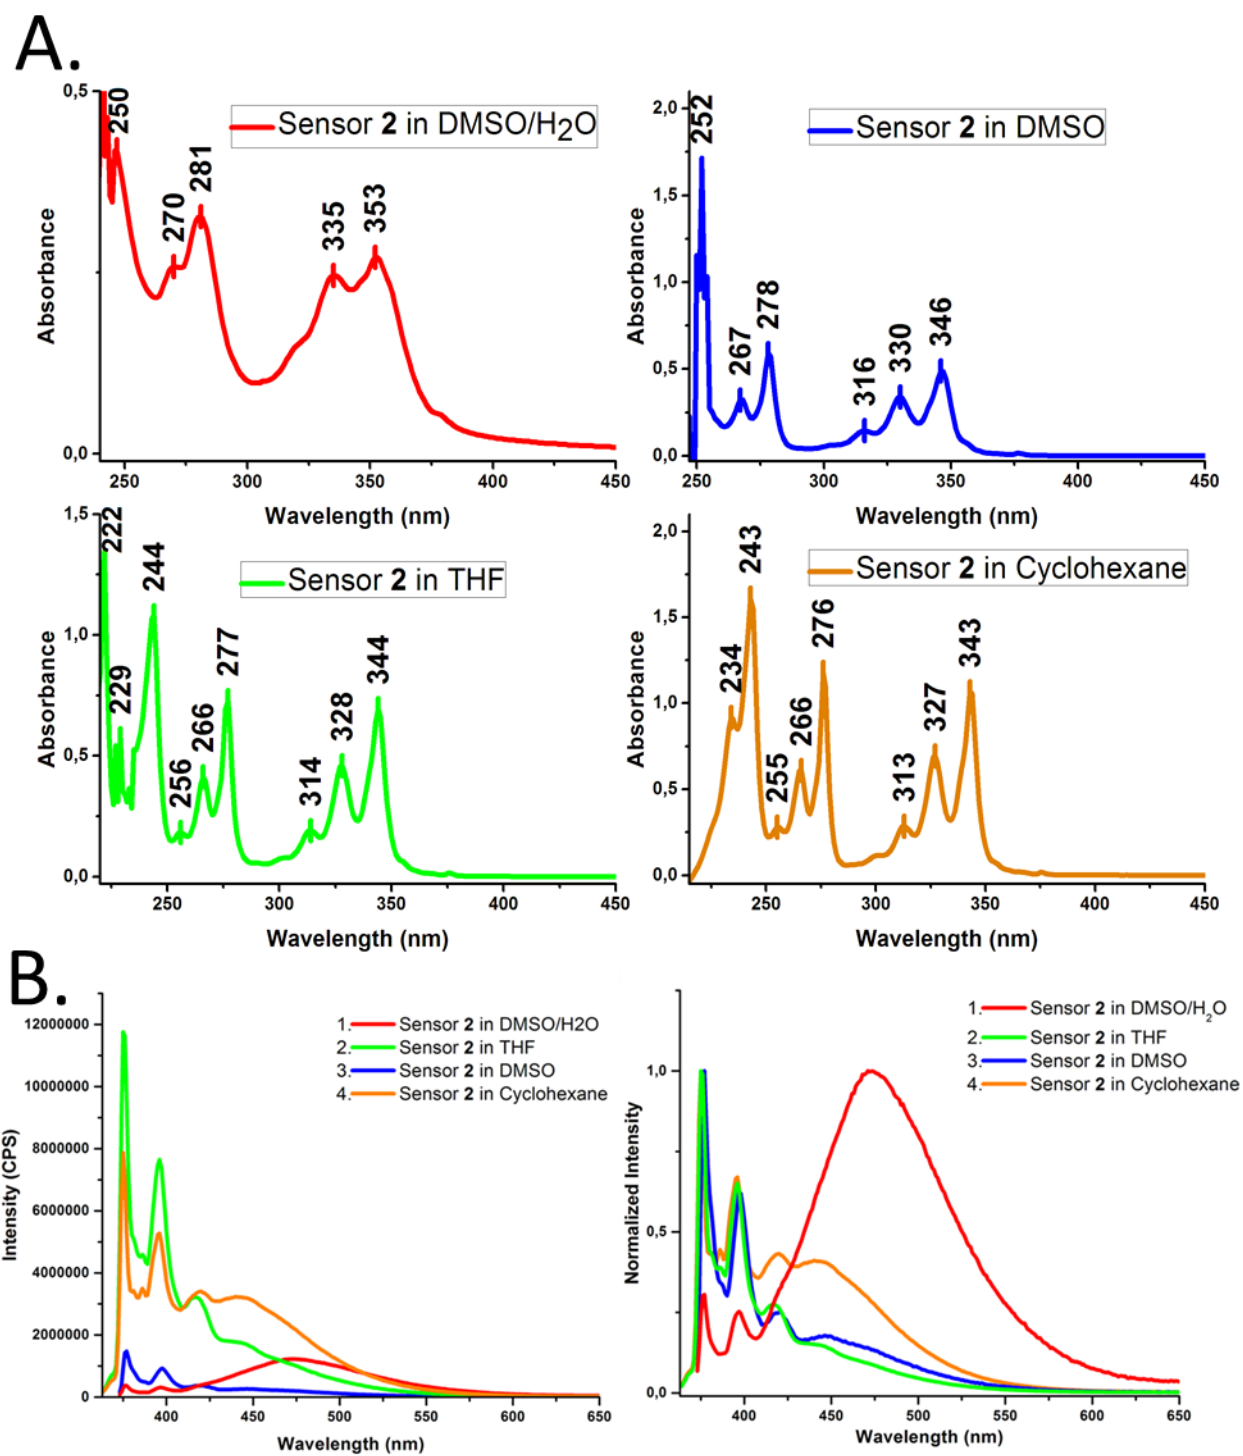 A.
0,5
0,0
Absorbance
250
270
281
335
353
Sensor 2 in DMSO/H2O
250 300 350 400 450
Wavelength (nm)
2,0
1,5
1,0
0,5
0,0
Absorbance
252
267
278
316
330
346
Sensor 2 in DMSO
250 300 350 400 450
Wavelength (nm)
1,5
1,0
0,5
0,0
Absorbance
222
229
244
256
266
277
314
328
344
Sensor 2 in THF
250 300 350 400 450
Wavelength (nm)
2,0
1,5
1,0
0,5
0,0
Absorbance
234
243
255
266
276
313
327
343
Sensor 2 in Cyclohexane
250 300 350 400 450
Wavelength (nm)
B.
12000000
10000000
8000000
6000000
4000000
2000000
0
Intensity (CPS)
1. Sensor 2 in DMSO/H2O
2. Sensor 2 in THF
3. Sensor 2 in DMSO
4. Sensor 2 in Cyclohexane
400 450 500 550 600 650
Wavelength (nm)
1,0
0,5
0,0
Normalized Intensity
1. Sensor 2 in DMSO/H2O
2. Sensor 2 in THF
3. Sensor 2 in DMSO
4. Sensor 2 in Cyclohexane
400 450 500 550 600 650
Wavelength (nm)